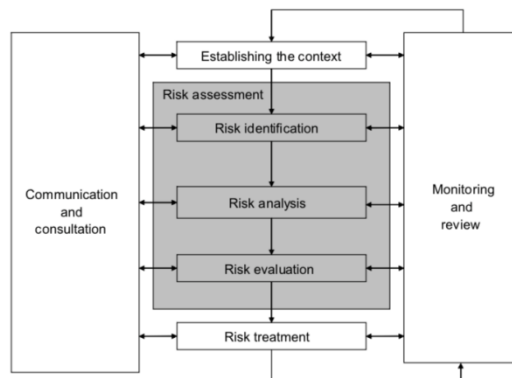 Establishing the context
Risk assessment
Risk identification
Communication
and
consultation
Risk analysis
Monitoring
and
review
Risk evaluation
Risk treatment